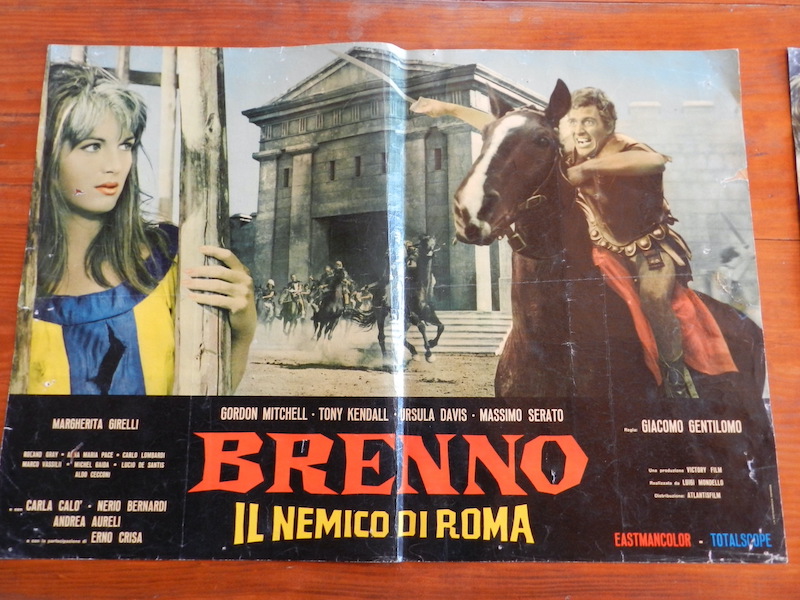 GORDON MITCHELL · TONY KENDALL · URSULA DAVIS · MASSIMO SERATO
MARGHERITA GIRELLI
ROLAND GRAY · ANNA MARIA PACE · CARLO LOMBARDI
MARCO VASSILLI · MICHEL GAIDA · LUCIO DE SANTIS
ALDO CECCONI
e con CARLA CALO' · NERIO BERNARDI
ANDREA AURELI
e con la partecipazione di ERNO CRISA
BRENNO
IL NEMICO DI ROMA
Regia: GIACOMO GENTILOMO
Una produzione VICTORY FILM
Realizzata da LUIGI MONDELLO
Distribuzione: ATLANTISFILM
EASTMANCOLOR - TOTALSCOPE